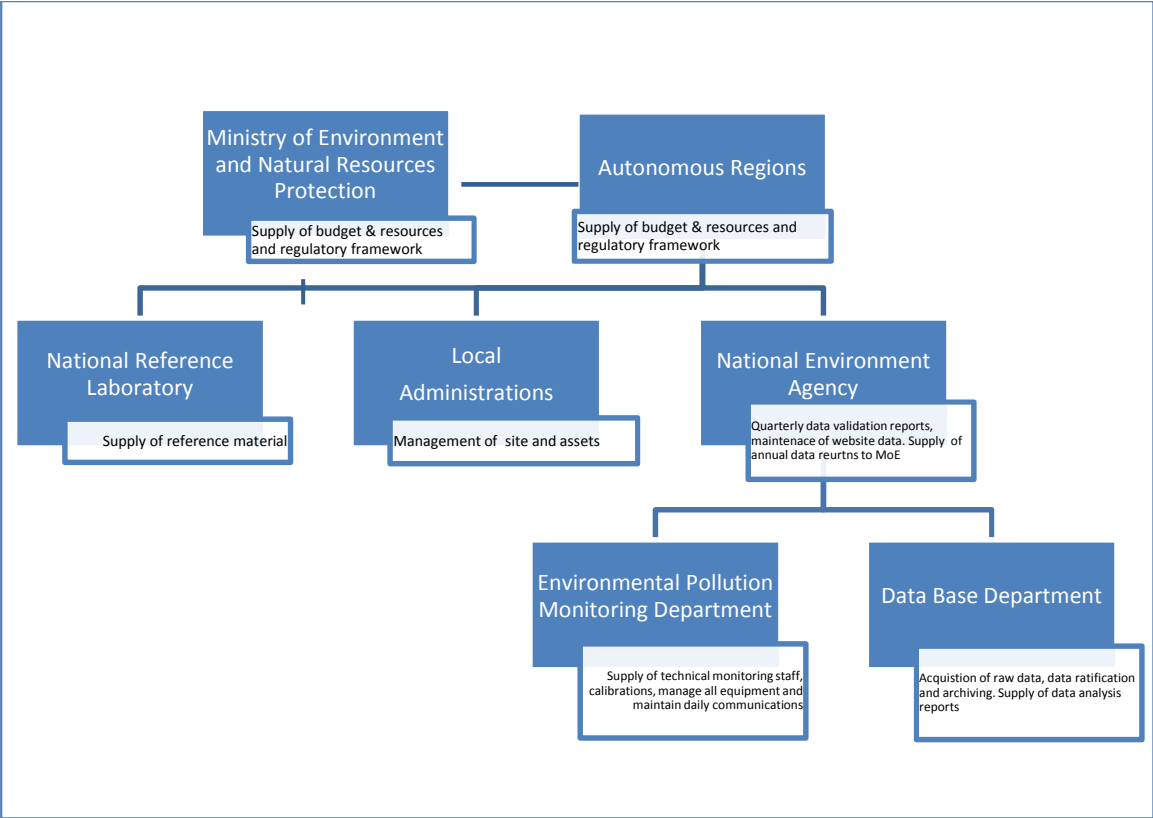 Ministry of Environment
and Natural Resources
Protection
Supply of budget & resources
and regulatory framework
Autonomous Regions
Supply of budget & resources and
regulatory framework
National Reference
Laboratory
Supply of reference material
Local
Administrations
Management of site and assets
National Environment
Agency
Quarterly data validation reports,
maintenace of website data. Supply of
annual data reurtns to MoE
Environmental Pollution
Monitoring Department
Supply of technical monitoring staff,
calibrations, manage all equipment and
maintain daily communications
Data Base Department
Acquistion of raw data, data ratification
and archiving. Supply of data analysis
reports